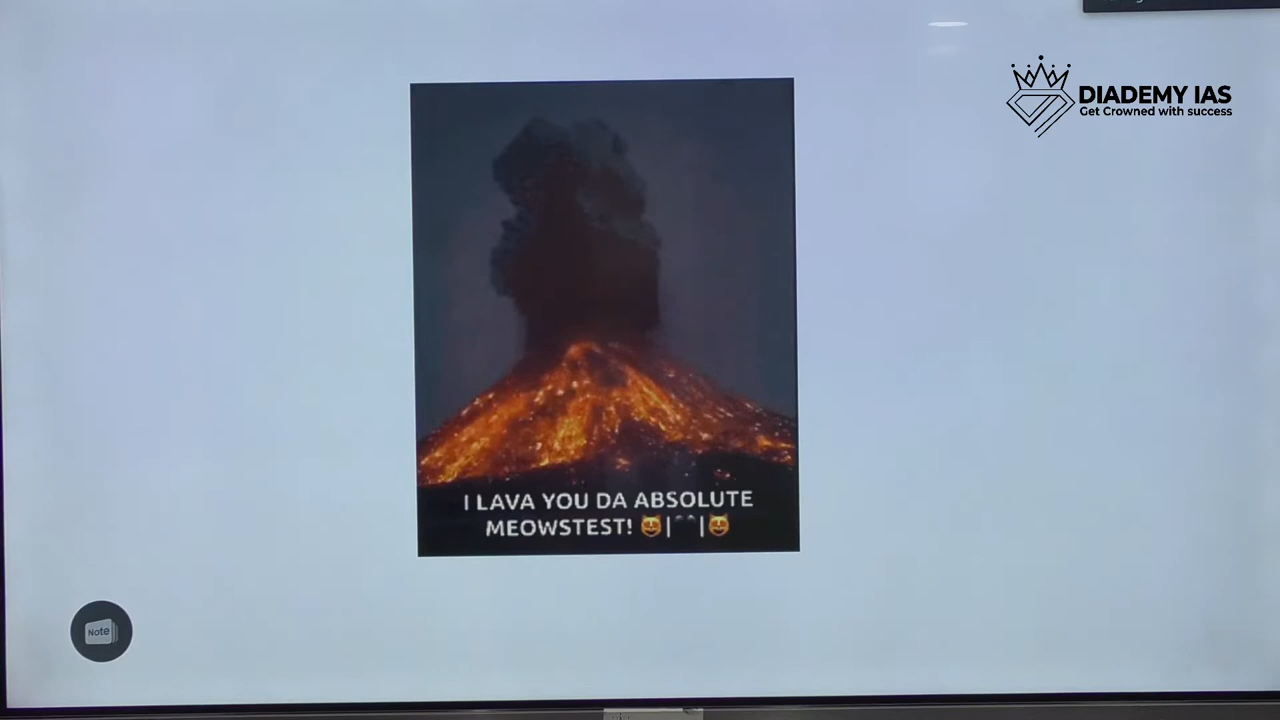 DIADEMY IAS
Get Crowned with success
I LAVA YOU DA ABSOLUTE
MEOWSTEST! 😺|🖤|😺
Note